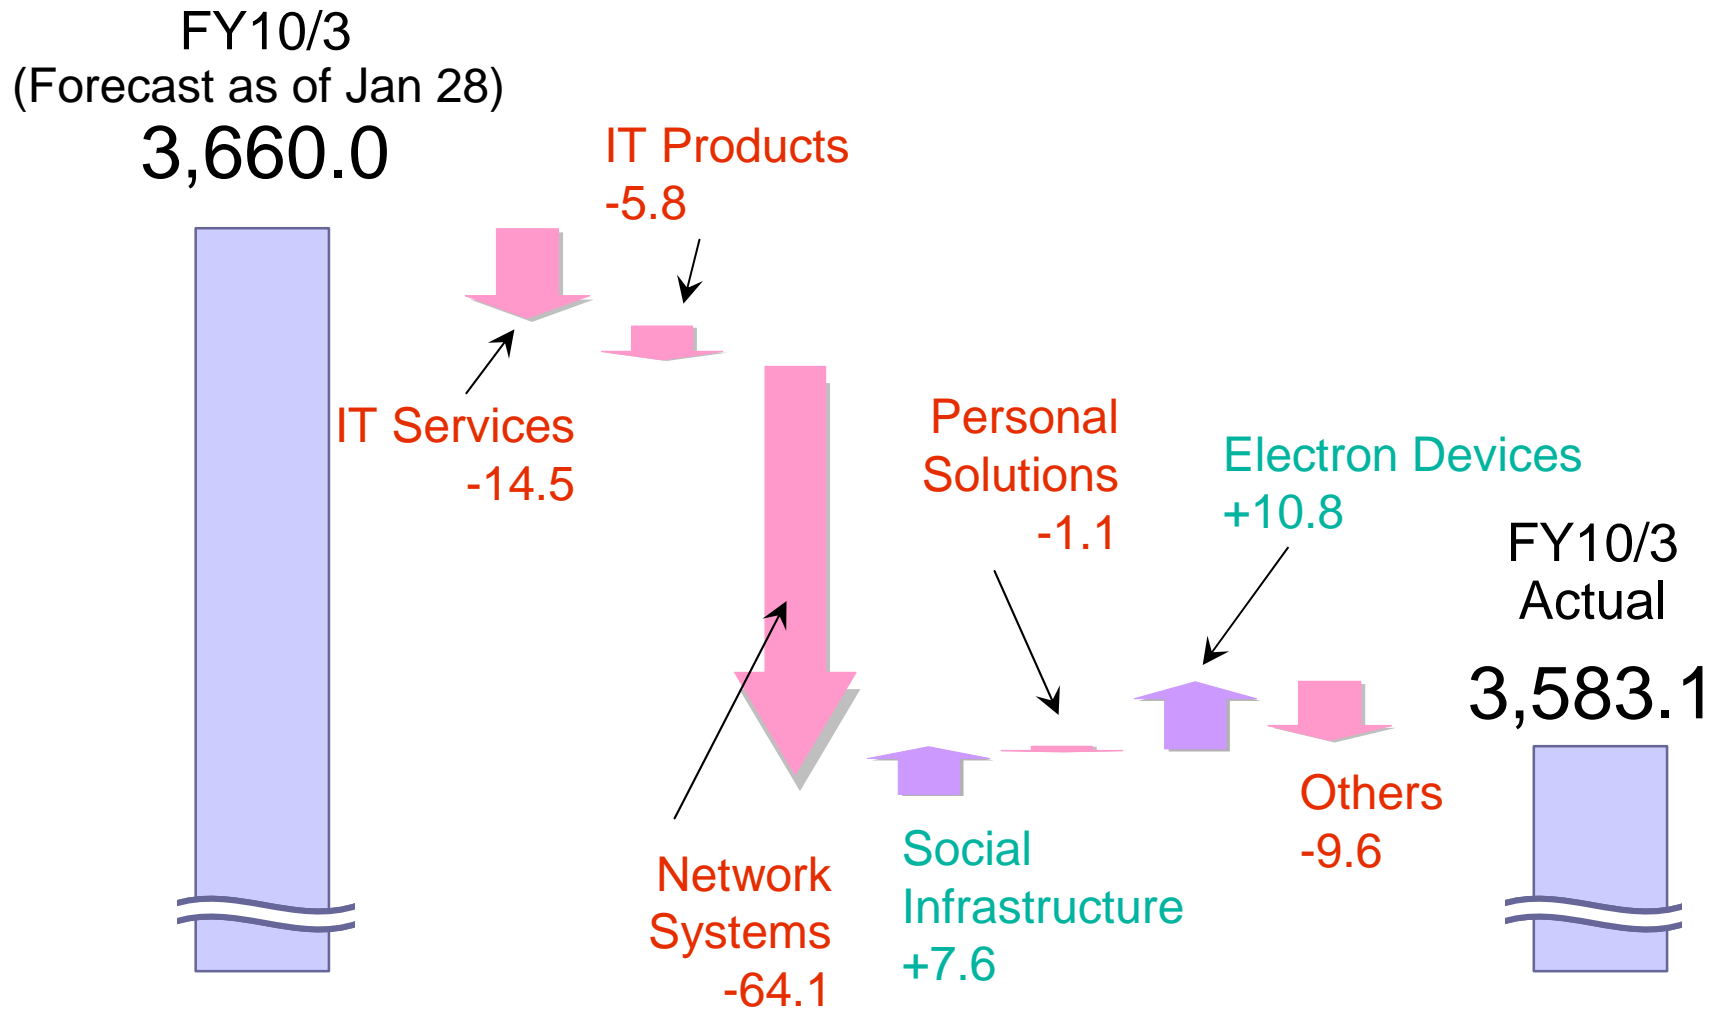 FY10/3
(Forecast as of Jan 28)
3,660.0
IT Products
-5.8
IT Services
-14.5
Network
Systems
-64.1
Social
Infrastructure
+7.6
Personal
Solutions
-1.1
Electron Devices
+10.8
Others
-9.6
FY10/3
Actual
3,583.1